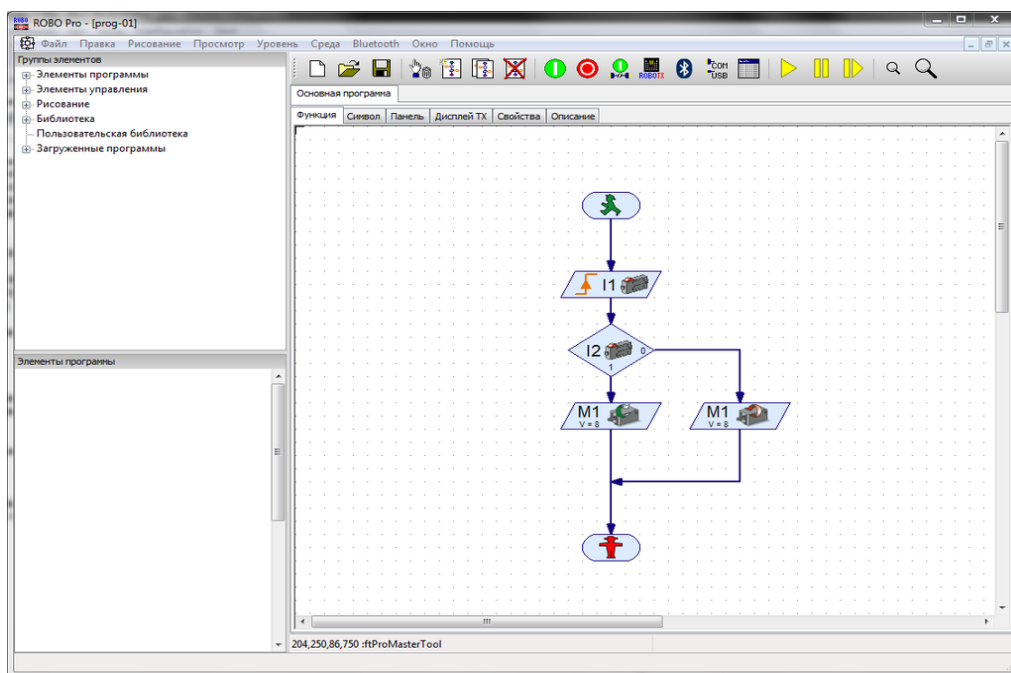 ROBO Pro - [prog-01]
Файл Правка Рисование Просмотр Уровень Среда Bluetooth Окно Помощь
Группы элементов
Элементы программы
Элементы управления
Рисование
Библиотека
Пользовательская библиотека
Загруженные программы
ROBOTX
COM
USB
Основная программа
Функция Символ Панель Дисплей TX Свойства Описание
I1
I2 0
1
M1
V = 8
M1
V = 8
Элементы программы
204,250,86,750 :ftProMasterTool